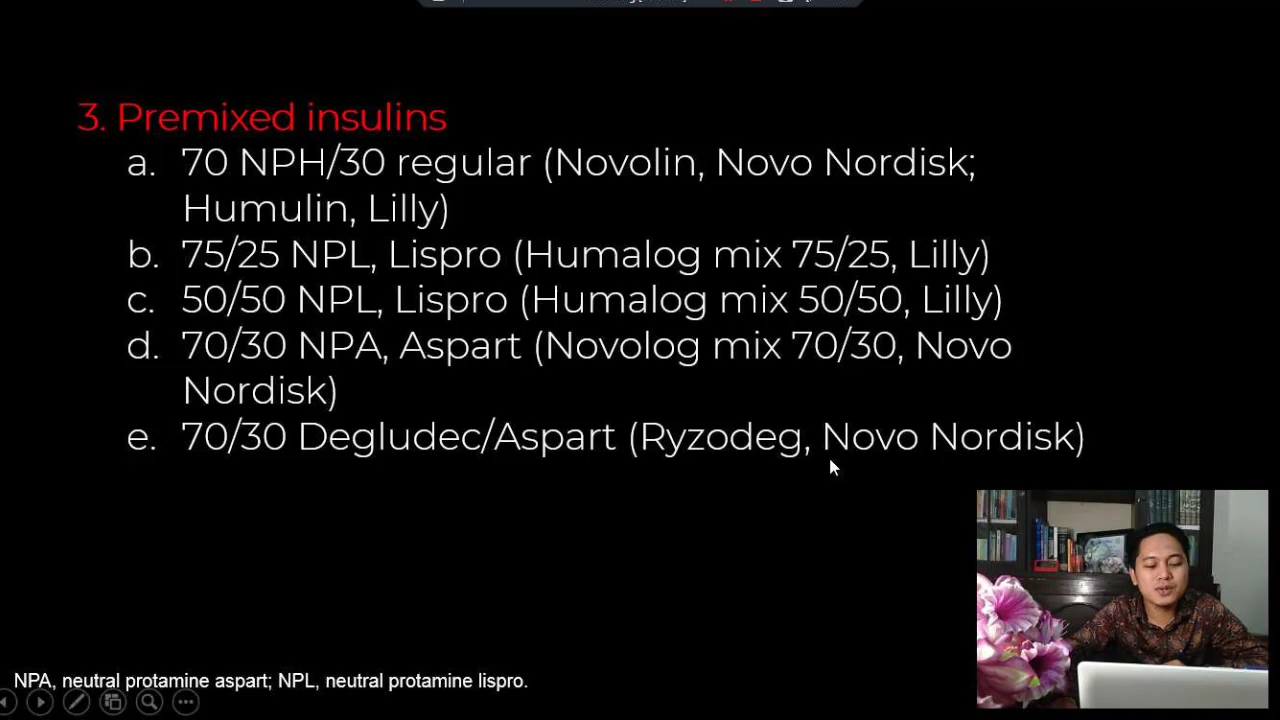 3. Premixed insulins
a. 70 NPH/30 regular (Novolin, Novo Nordisk;
Humulin, Lilly)
b. 75/25 NPL, Lispro (Humalog mix 75/25, Lilly)
c. 50/50 NPL, Lispro (Humalog mix 50/50, Lilly)
d. 70/30 NPA, Aspart (Novolog mix 70/30, Novo
Nordisk)
e. 70/30 Degludec/Aspart (Ryzodeg, Novo Nordisk)
NPA, neutral protamine aspart; NPL, neutral protamine lispro.